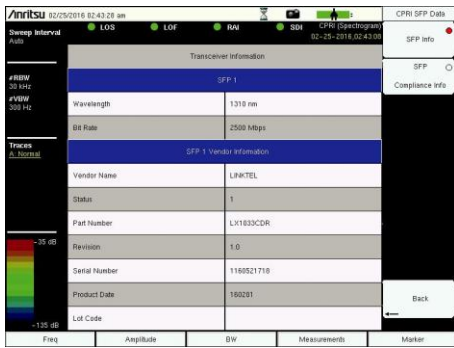 /Inritsu 02/25/2016 02:43:28 am
CPRI SFP Data
Sweep Interval
Auto
LOS
LOF
RAI
SDI
CPRI (Spectrogram)
02-25-2016,02:43:08
SFP Info
SFP
Compliance Info
Transceiver Information
#RBW
30 kHz
#VBW
300 Hz
SFP 1
Wavelength
1310 nm
Bit Rate
2500 Mbps
Traces
A Normal
SFP 1 Vendor Information
Vendor Name
LINKTEL
Status
1
Part Number
LX1833CDR
-35 dB
Revision
1.0
Serial Number
1160521718
Product Date
160201
Back
Lot Code
-135 dB
Freq
Amplitude
BW
Measurements
Marker